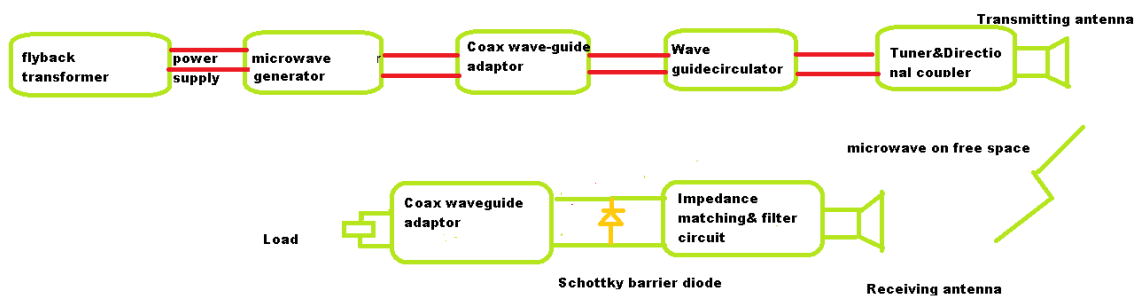 Transmitting antenna
flyback
transformer
power
supply
microwave
generator
r
Coax wave-guide
adaptor
Wave
guidecirculator
Tuner&Directio
nal coupler
microwave on free space
Load
Coax waveguide
adaptor
Schottky barrier diode
Impedance
matching& filter
circuit
Receiving antenna